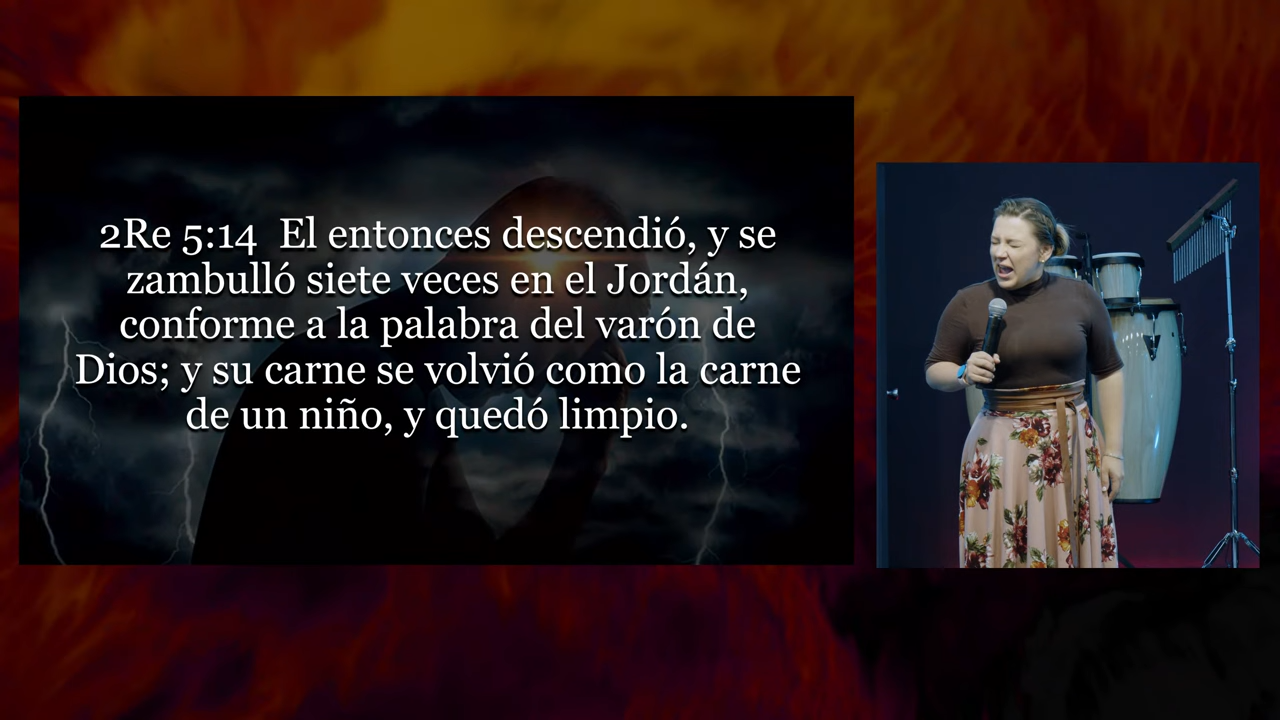 2Re 5:14  El entonces descendió, y se
zambulló siete veces en el Jordán,
conforme a la palabra del varón de
Dios; y su carne se volvió como la carne
de un niño, y quedó limpio.